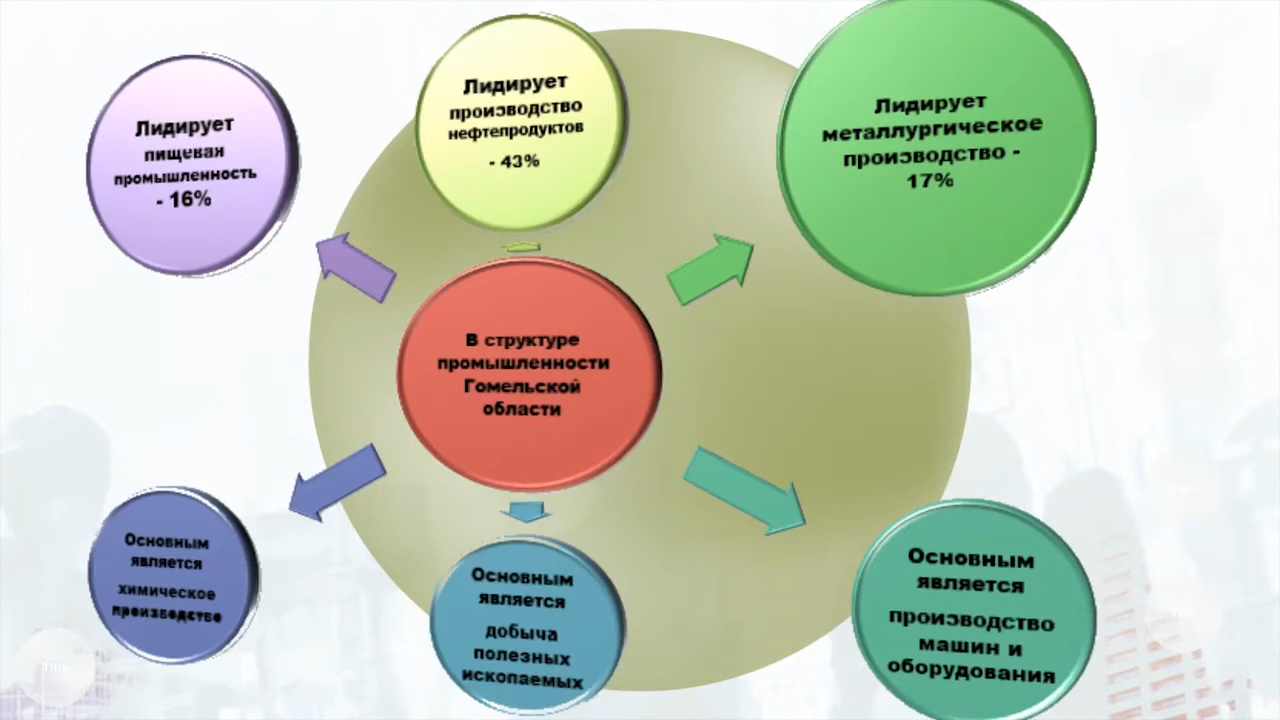 Лидирует
пищевая
промышленность
- 16%
Лидирует
производство
нефтепродуктов
- 43%
Лидирует
металлургическое
производство -
17%
В структуре
промышленности
Гомельской
области
Основным
является
химическое
производство
Основным
является
добыча
полезных
ископаемых
Основным
является
производство
машин и
оборудования